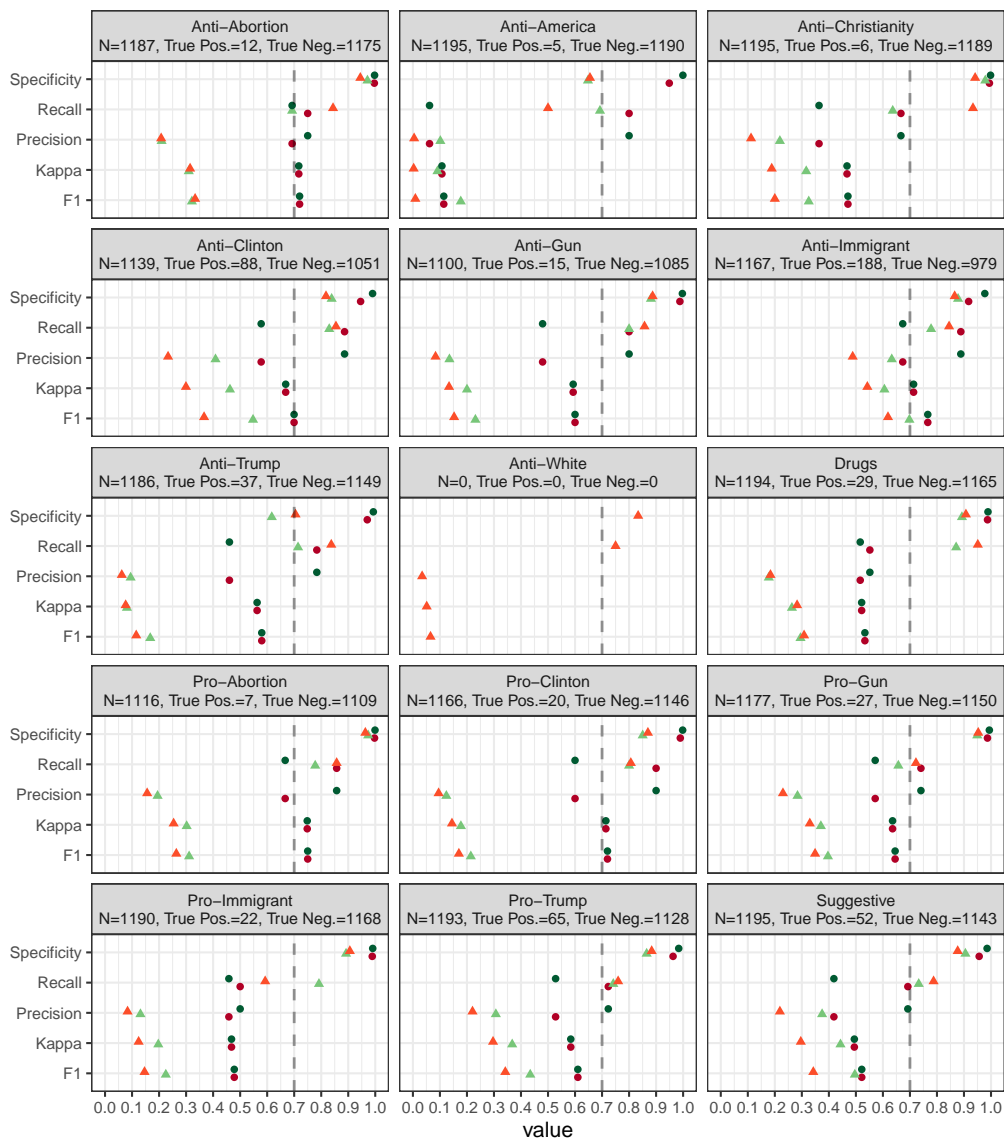 Anti−Abortion Anti−America Anti−Christianity
N=1187, True Pos.=12, True Neg.=1175 N=1195, True Pos.=5, True Neg.=1190 N=1195, True Pos.=6, True Neg.=1189
Specificity
Recall
Precision
Kappa
F1
Anti−Clinton Anti−Gun Anti−Immigrant
N=1139, True Pos.=88, True Neg.=1051 N=1100, True Pos.=15, True Neg.=1085 N=1167, True Pos.=188, True Neg.=979
Specificity
Recall
Precision
Kappa
F1
Anti−Trump Anti−White Drugs
N=1186, True Pos.=37, True Neg.=1149 N=0, True Pos.=0, True Neg.=0 N=1194, True Pos.=29, True Neg.=1165
Specificity
Recall
Precision
Kappa
F1
Pro−Abortion Pro−Clinton Pro−Gun
N=1116, True Pos.=7, True Neg.=1109 N=1166, True Pos.=20, True Neg.=1146 N=1177, True Pos.=27, True Neg.=1150
Specificity
Recall
Precision
Kappa
F1
Pro−Immigrant Pro−Trump Suggestive
N=1190, True Pos.=22, True Neg.=1168 N=1193, True Pos.=65, True Neg.=1128 N=1195, True Pos.=52, True Neg.=1143
Specificity
Recall
Precision
Kappa
F1
0.0 0.1 0.2 0.3 0.4 0.5 0.6 0.7 0.8 0.9 1.0 0.0 0.1 0.2 0.3 0.4 0.5 0.6 0.7 0.8 0.9 1.0 0.0 0.1 0.2 0.3 0.4 0.5 0.6 0.7 0.8 0.9 1.0
value